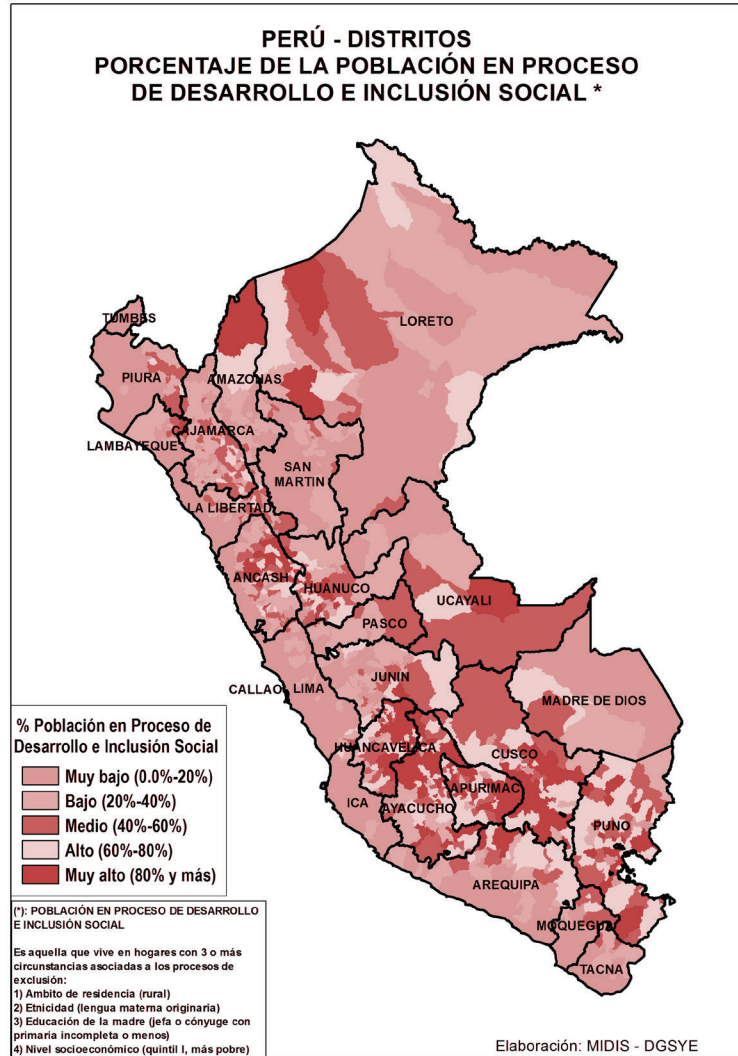 PERÚ - DISTRITOS
PORCENTAJE DE LA POBLACIÓN EN PROCESO
DE DESARROLLO E INCLUSIÓN SOCIAL *
TUMBES
LORETO
PIURA
AMAZONAS
LAMBAYEQUE
CAJAMARCA
SAN
MARTIN
LA LIBERTAD
ANCASH
HUANUCO
UCAYALI
PASCO
JUNIN
CALLAO
LIMA
MADRE DE DIOS
HUANCAVELICA
CUSCO
ICA
AYACUCHO
APURIMAC
PUNO
AREQUIPA
MOQUEGUA
TACNA
% Población en Proceso de
Desarrollo e Inclusión Social
Muy bajo (0.0%-20%)
Bajo (20%-40%)
Medio (40%-60%)
Alto (60%-80%)
Muy alto (80% y más)
(*): POBLACIÓN EN PROCESO DE DESARROLLO
E INCLUSIÓN SOCIAL
Es aquella que vive en hogares con 3 o más
circunstancias asociadas a los procesos de
exclusión:
1) Ambito de residencia (rural)
2) Etnicidad (lengua materna originaria)
3) Educación de la madre (jefa o cónyuge con
primaria incompleta o menos)
4) Nivel socioeconómico (quintil I, más pobre)
Elaboración: MIDIS - DGSYE